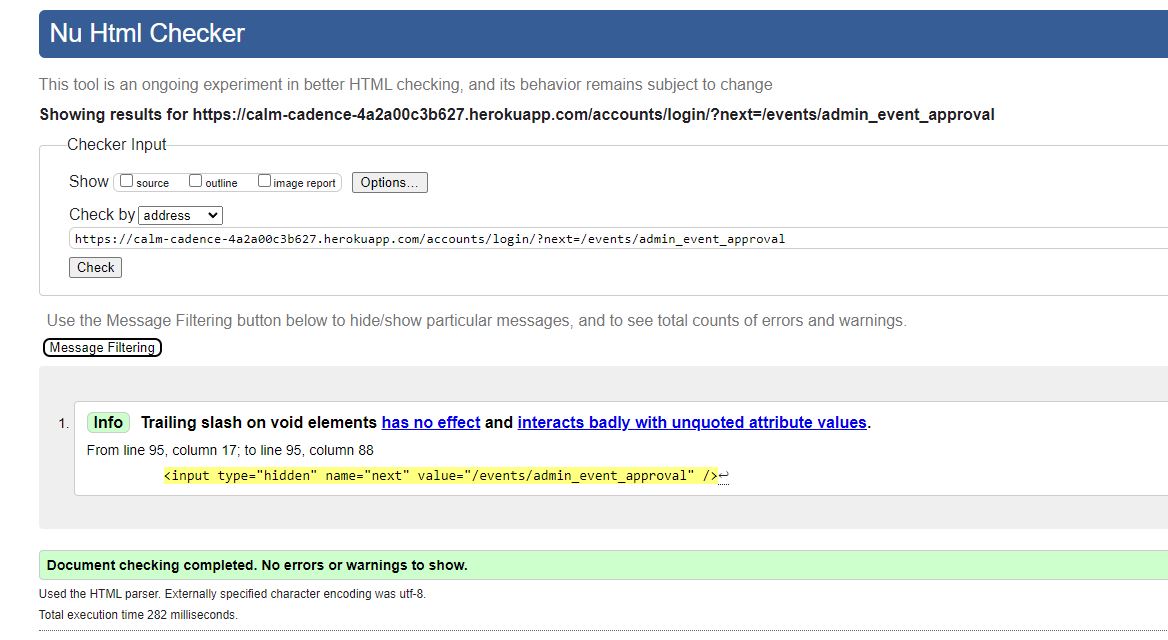 Nu Html Checker
This tool is an ongoing experiment in better HTML checking, and its behavior remains subject to change
Showing results for https://calm-cadence-4a2a00c3b627.herokuapp.com/accounts/login/?next=/events/admin_event_approval
Checker Input
Show source outline image report Options...
Check by address
https://calm-cadence-4a2a00c3b627.herokuapp.com/accounts/login/?next=/events/admin_event_approval
Check
Use the Message Filtering button below to hide/show particular messages, and to see total counts of errors and warnings.
Message Filtering
1. Info Trailing slash on void elements has no effect and interacts badly with unquoted attribute values.
From line 95, column 17; to line 95, column 88
<input type="hidden" name="next" value="/events/admin_event_approval" />↩
Document checking completed. No errors or warnings to show.
Used the HTML parser. Externally specified character encoding was utf-8.
Total execution time 282 milliseconds.